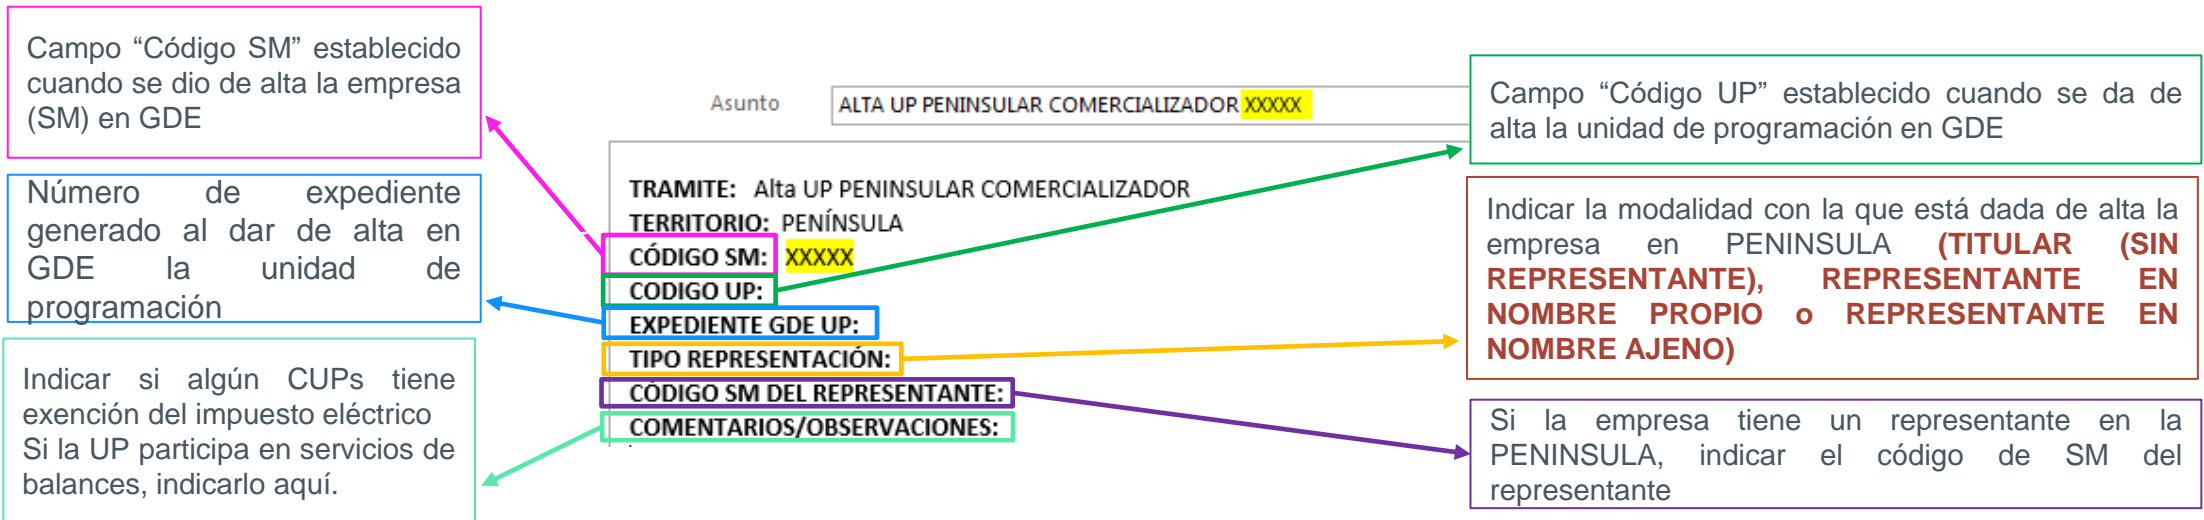 Campo “Código SM” establecido
cuando se dio de alta la empresa
(SM) en GDE
Número de expediente
generado al dar de alta en
GDE la unidad de
programación
Indicar si algún CUPs tiene
exención del impuesto eléctrico
Si la UP participa en servicios de
balances, indicarlo aquí.
Asunto ALTA UP PENINSULAR COMERCIALIZADOR XXXXX
TRAMITE: Alta UP PENINSULAR COMERCIALIZADOR
TERRITORIO: PENÍNSULA
CÓDIGO SM: XXXXX
CODIGO UP:
EXPEDIENTE GDE UP:
TIPO REPRESENTACIÓN:
CÓDIGO SM DEL REPRESENTANTE:
COMENTARIOS/OBSERVACIONES:
Campo “Código UP” establecido cuando se da de
alta la unidad de programación en GDE
Indicar la modalidad con la que está dada de alta la
empresa en PENINSULA (TITULAR (SIN
REPRESENTANTE), REPRESENTANTE EN
NOMBRE PROPIO o REPRESENTANTE EN
NOMBRE AJENO)
Si la empresa tiene un representante en la
PENINSULA, indicar el código de SM del
representante